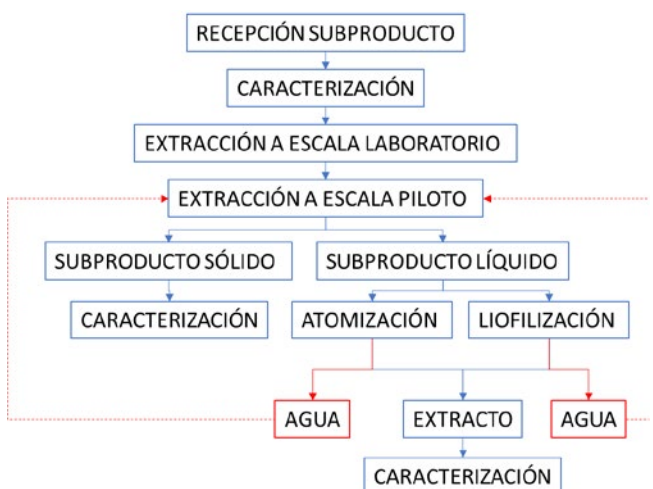 RECEPCIÓN SUBPRODUCTO
CARACTERIZACIÓN
EXTRACCIÓN A ESCALA LABORATORIO
EXTRACCIÓN A ESCALA PILOTO
SUBPRODUCTO SÓLIDO
SUBPRODUCTO LÍQUIDO
CARACTERIZACIÓN
ATOMIZACIÓN
LIOFILIZACIÓN
AGUA
EXTRACTO
AGUA
CARACTERIZACIÓN